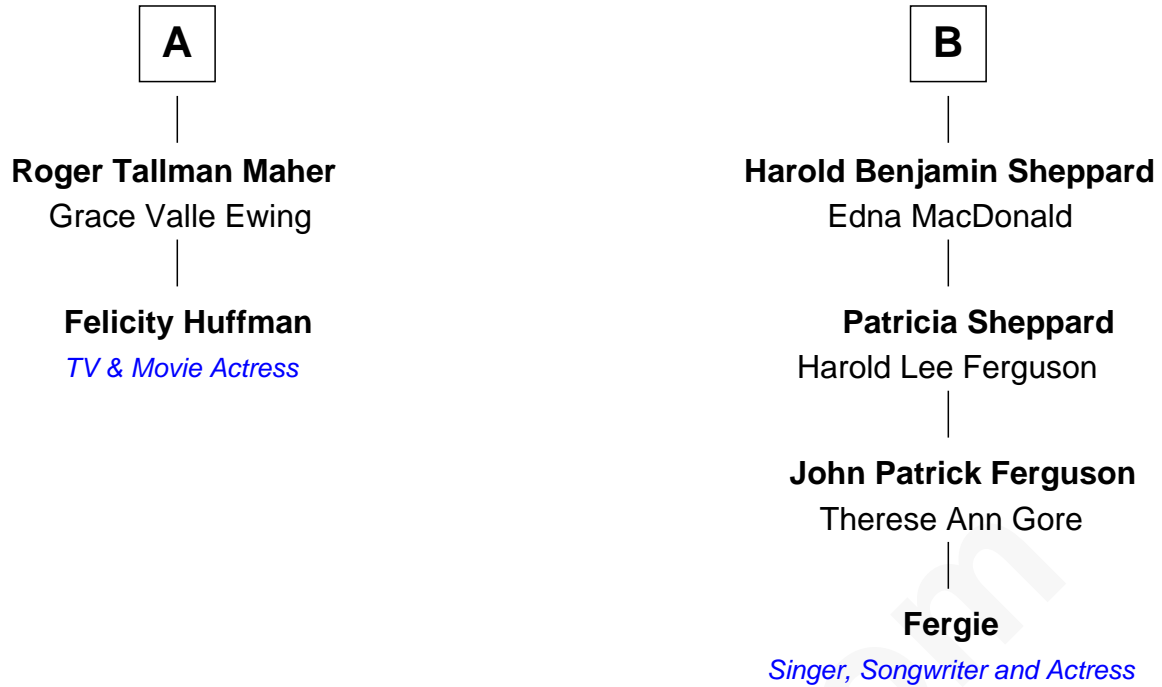 A
Roger Tallman Maher
Grace Valle Ewing
Felicity Huffman
TV & Movie Actress
B
Harold Benjamin Sheppard
Edna MacDonald
Patricia Sheppard
Harold Lee Ferguson
John Patrick Ferguson
Therese Ann Gore
Fergie
Singer, Songwriter and Actress